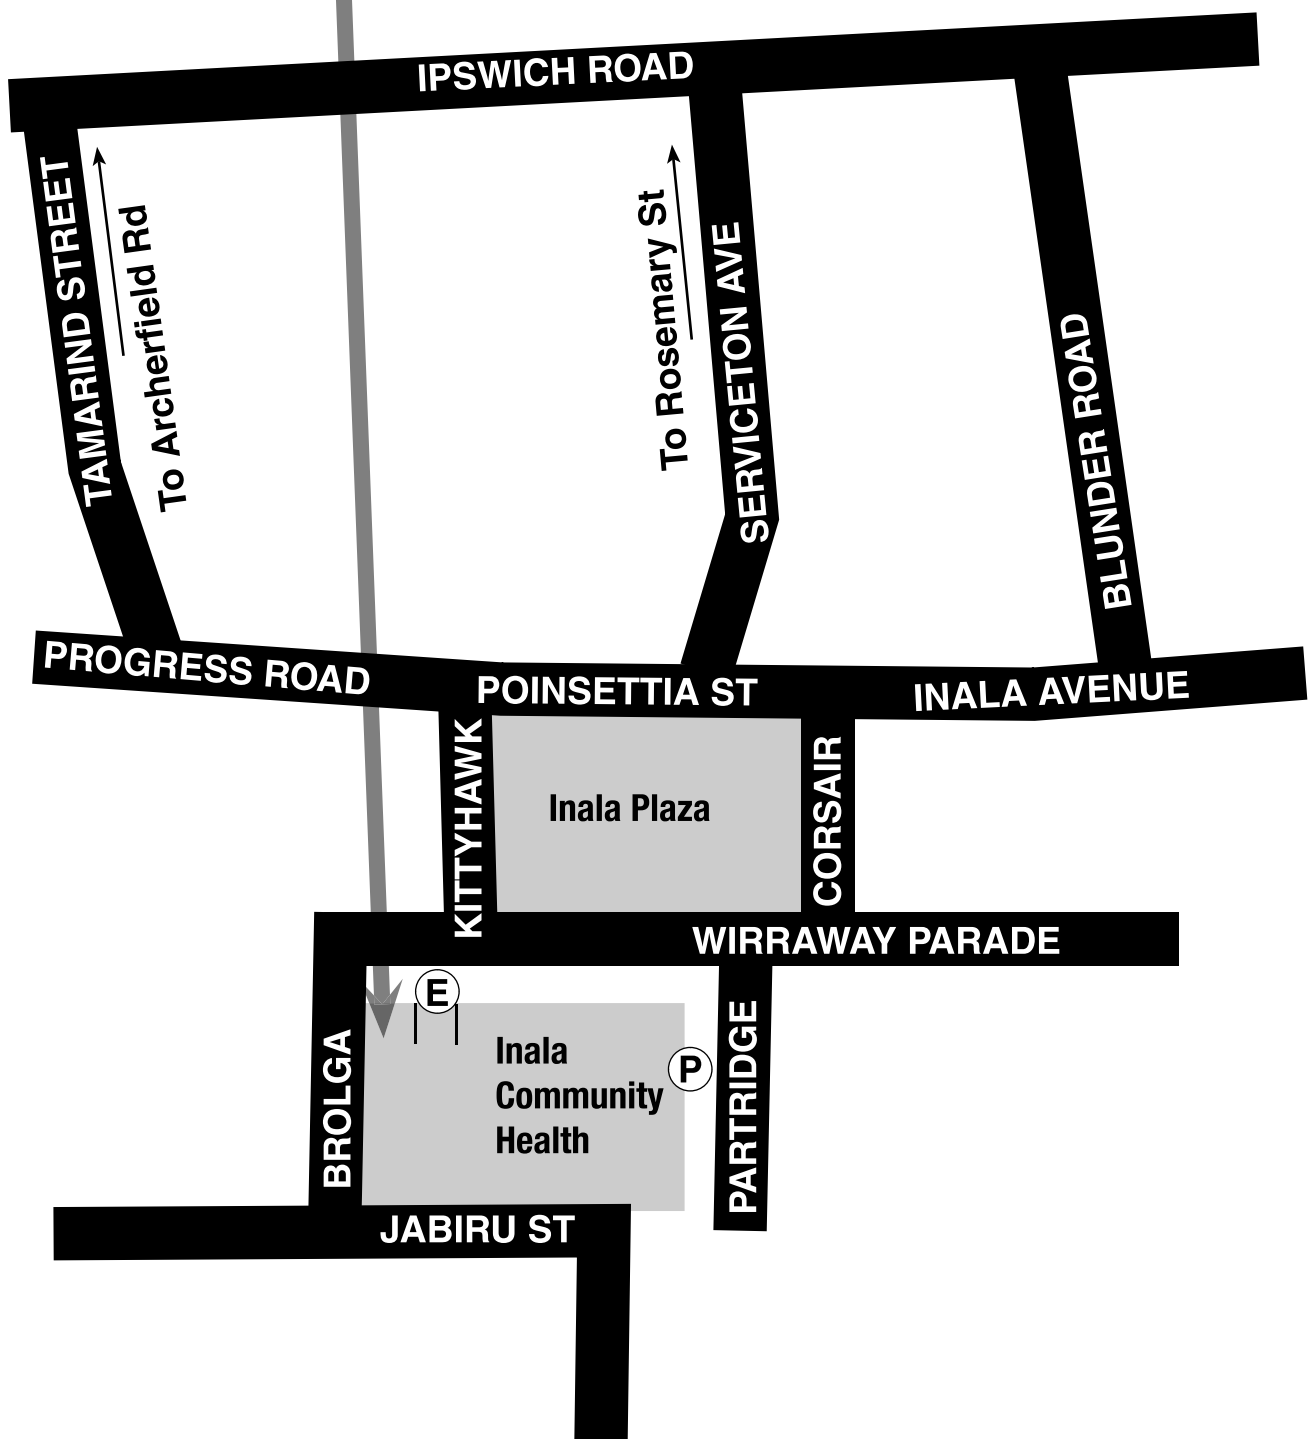 IPSWICH ROAD
TAMARIND STREET
To Archerfield Rd
To Rosemary St
SERVICETON AVE
BLUNDER ROAD
PROGRESS ROAD
POINSETTIA ST
INALA AVENUE
KITTYHAWK
Inala Plaza
CORSAIR
WIRRAWAY PARADE
E
BROLGA
Inala
Community
Health
P
PARTRIDGE
JABIRU ST